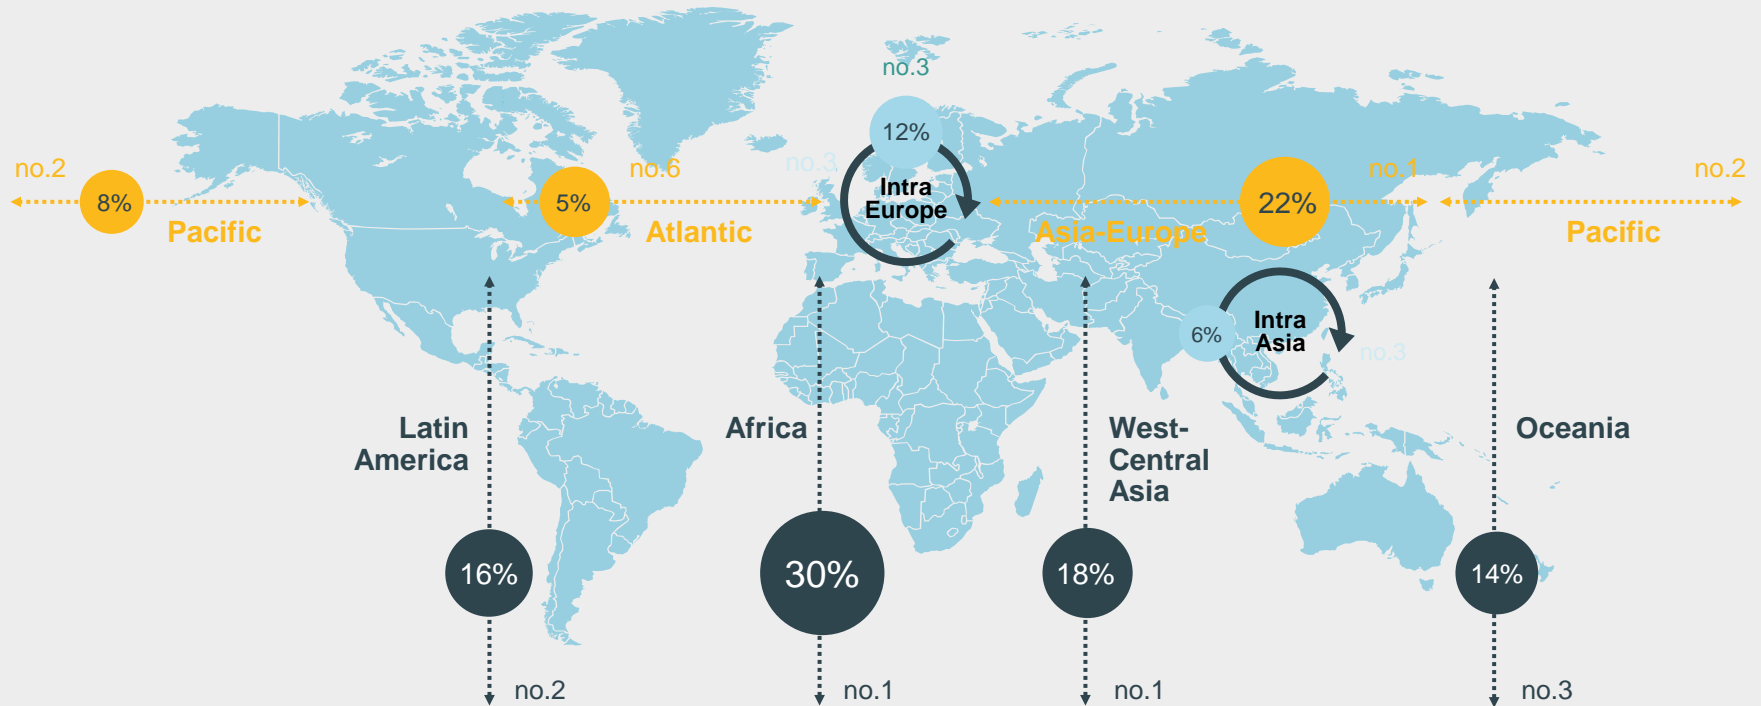 no.3
12%
no.2
no.6
no.3
no.1
no.2
8%
5%
Intra
Europe
22%
Pacific
Atlantic
Asia-Europe
Pacific
6%
Intra
Asia
no.3
Latin
America
Africa
West-
Central
Asia
Oceania
16%
30%
18%
14%
no.2
no.1
no.1
no.3